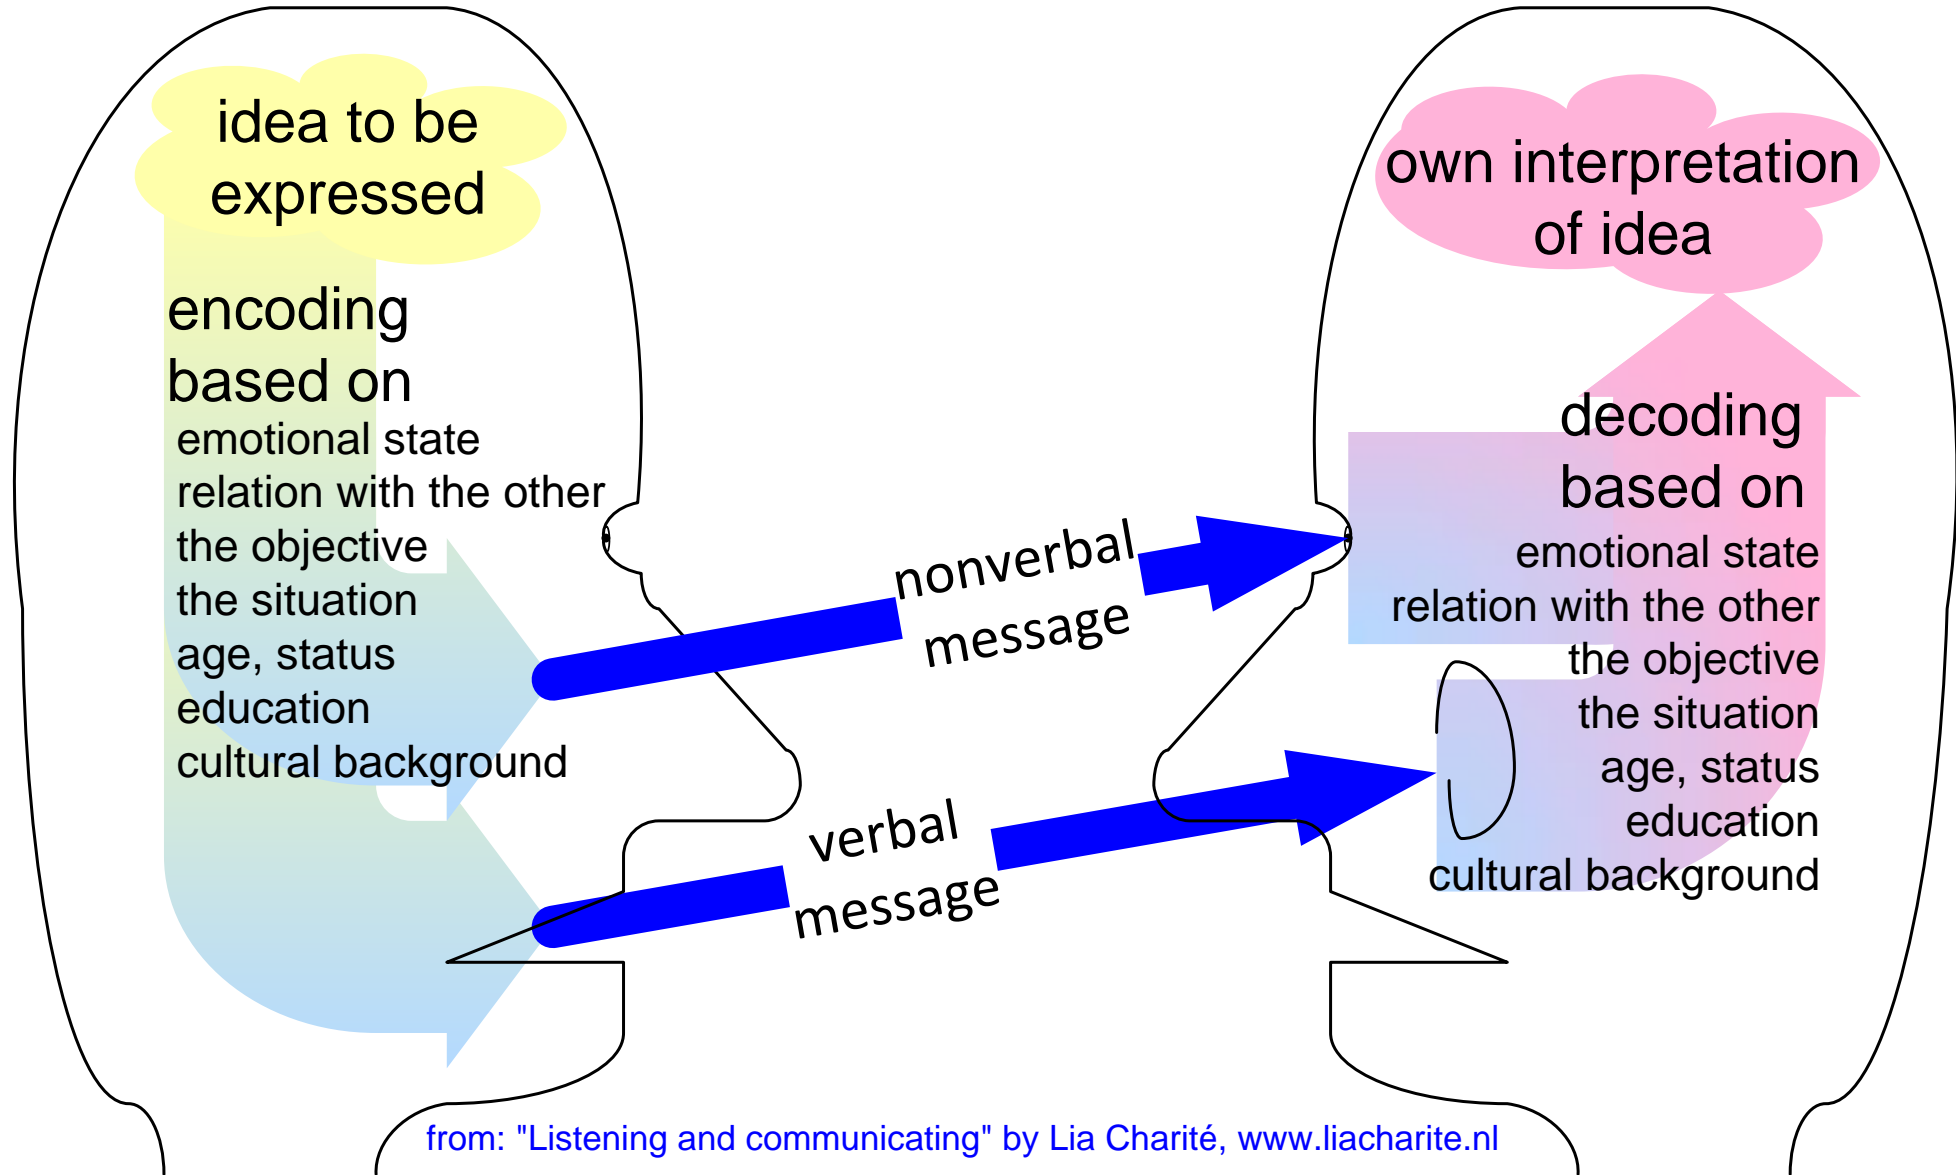 idea to be
expressed
encoding
based on
emotional state
relation with the other
the objective
the situation
age, status
education
cultural background
nonverbal
message
verbal
message
own interpretation
of idea
decoding
based on
emotional state
relation with the other
the objective
the situation
age, status
education
cultural background
from: "Listening and communicating" by Lia Charité, www.liacharite.nl